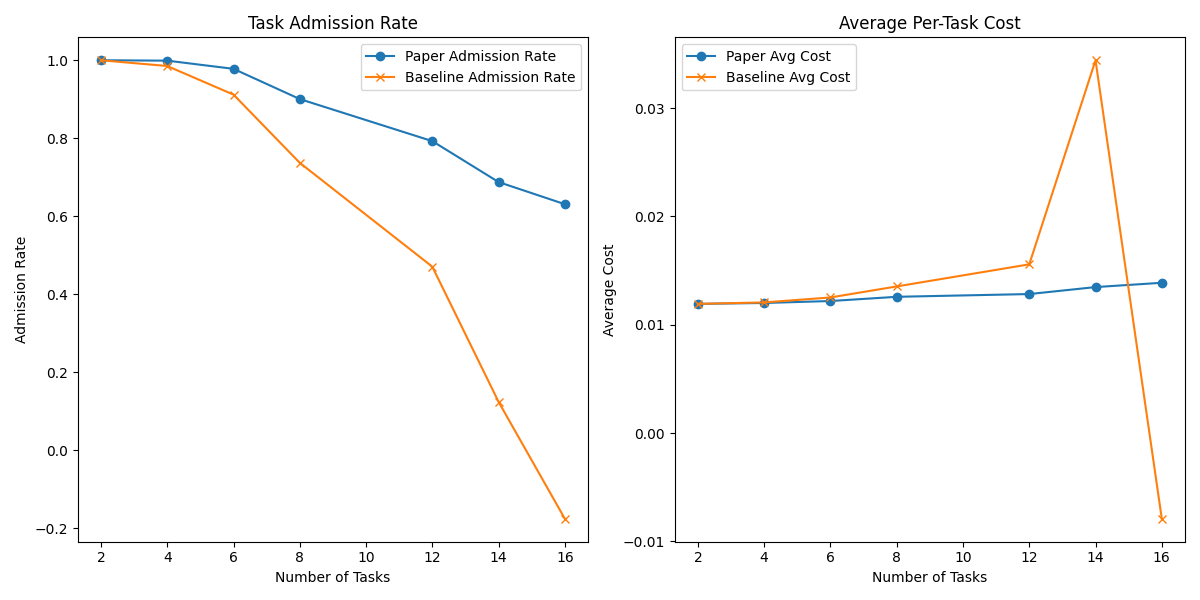 Task Admission Rate
Paper Admission Rate
Baseline Admission Rate
1.0
0.8
0.6
0.4
0.2
0.0
−0.2
Admission Rate
2 4 6 8 10 12 14 16
Number of Tasks
Average Per-Task Cost
Paper Avg Cost
Baseline Avg Cost
0.03
0.02
0.01
0.00
−0.01
Average Cost
2 4 6 8 10 12 14 16
Number of Tasks